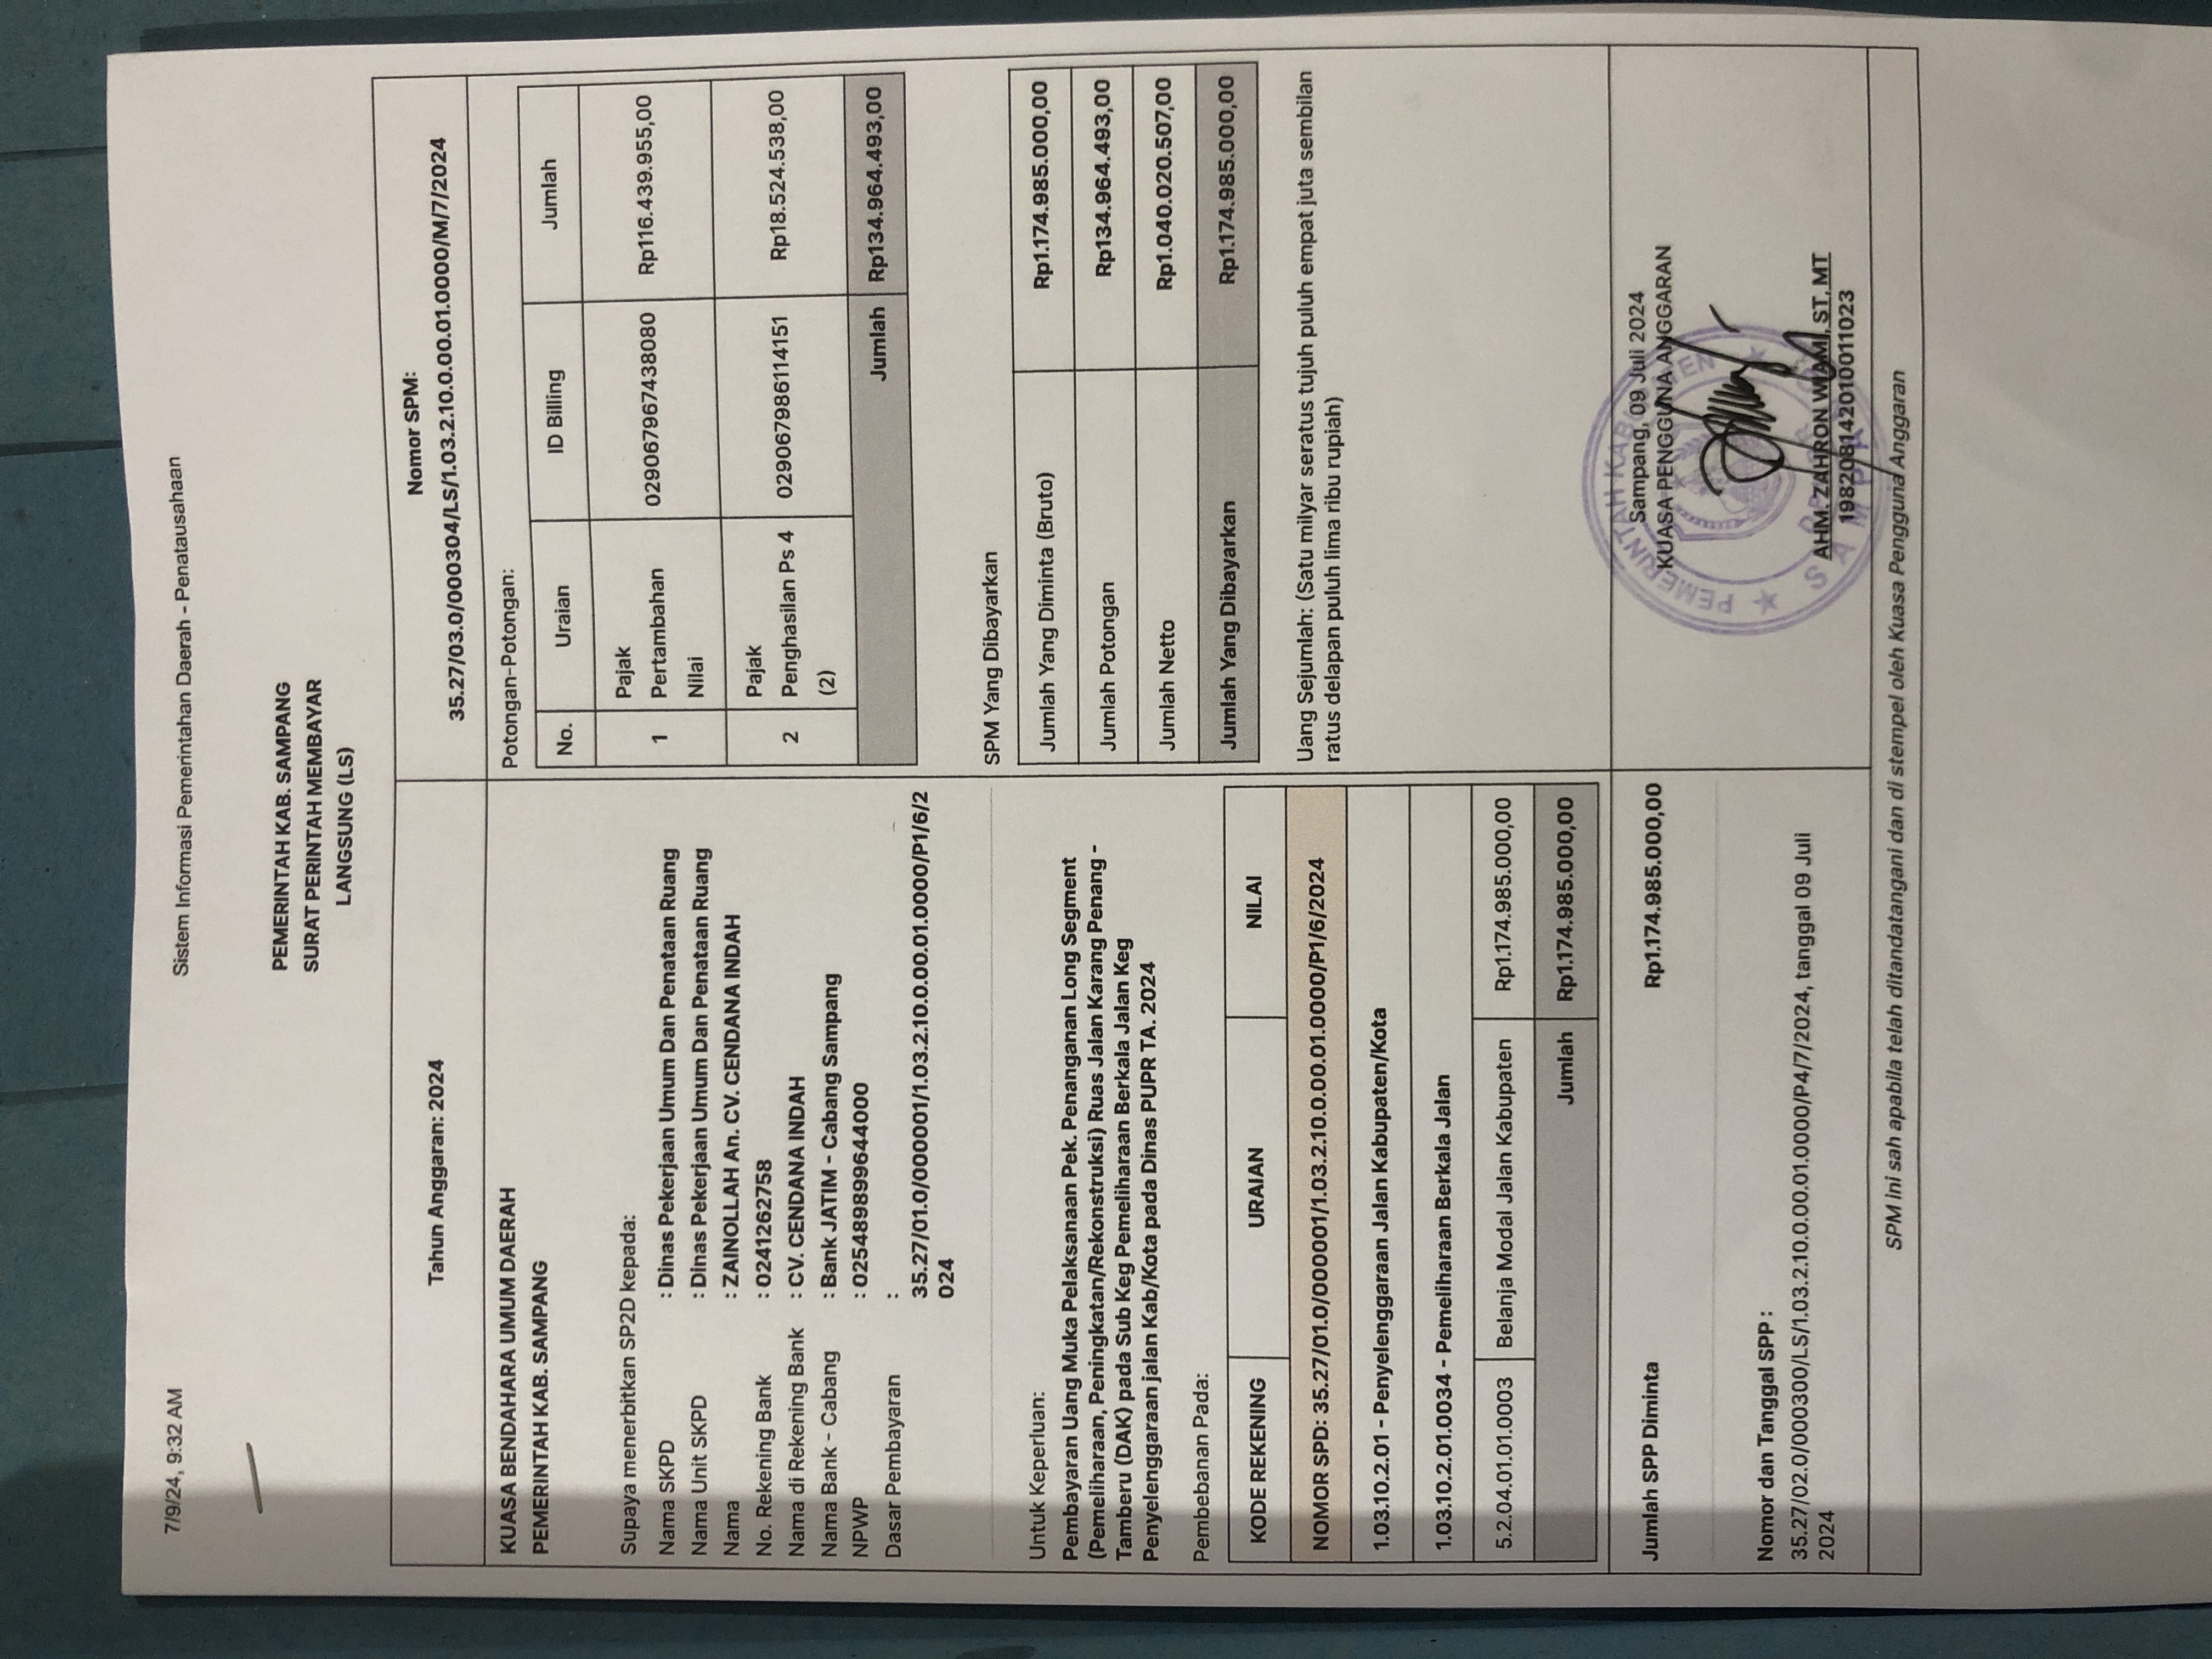 7/9/24, 9:32 AM
Sistem Informasi Pemerintahan Daerah - Penatausahaan
PEMERINTAH KAB. SAMPANG
SURAT PERINTAH MEMBAYAR
LANGSUNG (LS)
Tahun Anggaran: 2024
Nomor SPM:
35.27/03.0/000304/LS/1.03.2.10.0.00.01.0000/M/7/2024
KUASA BENDAHARA UMUM DAERAH
PEMERINTAH KAB. SAMPANG
Supaya menerbitkan SP2D kepada:
Nama SKPD : Dinas Pekerjaan Umum Dan Penataan Ruang
Nama Unit SKPD : Dinas Pekerjaan Umum Dan Penataan Ruang
Nama : ZAINOLLAH An. CV. CENDANA INDAH
No. Rekening Bank : 0241262758
Nama di Rekening Bank : CV. CENDANA INDAH
Nama Bank - Cabang : Bank JATIM - Cabang Sampang
NPWP : 025489899644000
Dasar Pembayaran :
35.27/01.0/000001/1.03.2.10.0.00.01.0000/P1/6/2
024
Untuk Keperluan:
Pembayaran Uang Muka Pelaksanaan Pek. Penanganan Long Segment
(Pemeliharaan, Peningkatan/Rekonstruksi) Ruas Jalan Karang Penang -
Tamberu (DAK) pada Sub Keg Pemeliharaan Berkala Jalan Keg
Penyelenggaraan jalan Kab/Kota pada Dinas PUPR TA. 2024
Pembebanan Pada:
KODE REKENING URAIAN NILAI
NOMOR SPD: 35.27/01.0/000001/1.03.2.10.0.00.01.0000/P1/6/2024
1.03.10.2.01 - Penyelenggaraan Jalan Kabupaten/Kota
1.03.10.2.01.0034 - Pemeliharaan Berkala Jalan
5.2.04.01.01.0003 Belanja Modal Jalan Kabupaten Rp1.174.985.000,00
Jumlah Rp1.174.985.000,00
Potongan-Potongan:
No. Uraian ID Billing Jumlah
1 Pajak Pertambahan Nilai 029067967438080 Rp116.439.955,00
2 Pajak Penghasilan Ps 4 (2) 029067986114151 Rp18.524.538,00
Jumlah Rp134.964.493,00
SPM Yang Dibayarkan
Jumlah Yang Diminta (Bruto) Rp1.174.985.000,00
Jumlah Potongan Rp134.964.493,00
Jumlah Netto Rp1.040.020.507,00
Jumlah Yang Dibayarkan Rp1.174.985.000,00
Uang Sejumlah: (Satu milyar seratus tujuh puluh empat juta sembilan
ratus delapan puluh lima ribu rupiah)
Jumlah SPP Diminta Rp1.174.985.000,00
Nomor dan Tanggal SPP :
35.27/02.0/000300/LS/1.03.2.10.0.00.01.0000/P4/7/2024, tanggal 09 Juli
2024
Sampang, 09 Juli 2024
KUASA PENGGUNA ANGGARAN
PEMERINTAH KABUPATEN
SAMPANG
AHM. ZAHRON WIAMI, ST, MT
198208142010011023
SPM ini sah apabila telah ditandatangani dan di stempel oleh Kuasa Pengguna Anggaran